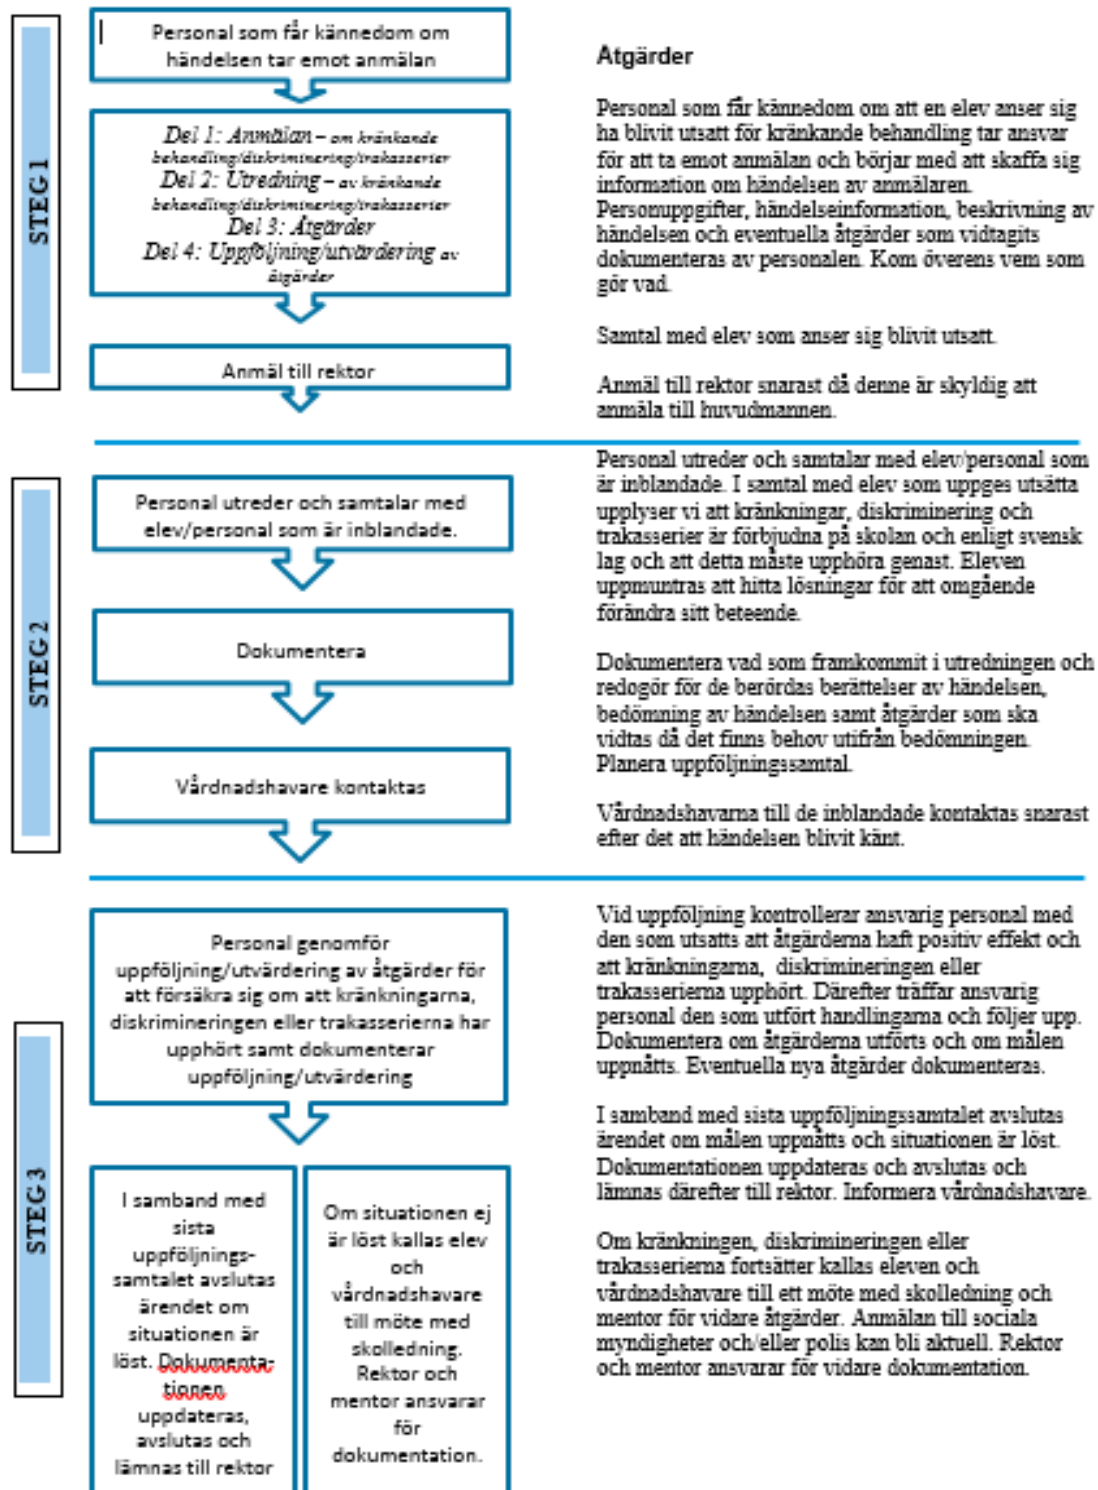 STEG 1
Personal som får kännedom om
händelsen tar emot anmälan
Del 1: Anmälan – om kränkande
behandling/diskriminering/trakasserier
Del 2: Utredning – av kränkande
behandling/diskriminering/trakasserier
Del 3: Åtgärder
Del 4: Uppföljning/utvärdering av
åtgärder
Anmäl till rektor
Åtgärder
Personal som får kännedom om att en elev anser sig
ha blivit utsatt för kränkande behandling tar ansvar
för att ta emot anmälan och börjar med att skaffa sig
information om händelsen av anmälaren.
Personuppgifter, händelseinformation, beskrivning av
händelsen och eventuella åtgärder som vidtagits
dokumenteras av personalen. Kom överens vem som
gör vad.
Samtal med elev som anser sig blivit utsatt.
Anmäl till rektor snarast då denne är skyldig att
anmäla till huvudmannen.
STEG 2
Personal utreder och samtalar med
elev/personal som är inblandade.
Dokumentera
Vårdnadshavare kontaktas
Personal utreder och samtalar med elev/personal som
är inblandade. I samtal med elev som uppges utsätta
upplyser vi att kränkningar, diskriminering och
trakasserier är förbjudna på skolan och enligt svensk
lag och att detta måste upphöra genast. Eleven
uppmuntras att hitta lösningar för att omgående
förändra sitt beteende.
Dokumentera vad som framkommit i utredningen och
redogör för de berördas berättelser av händelsen,
bedömning av händelsen samt åtgärder som ska
vidtas då det finns behov utifrån bedömningen.
Planera uppföljningssamtal.
Vårdnadshavarna till de inblandade kontaktas snarast
efter det att händelsen blivit känt.
STEG 3
Personal genomför
uppföljning/utvärdering av åtgärder för
att försäkra sig om att kränkningarna,
diskrimineringen eller trakasserierna har
upphört samt dokumenterar
uppföljning/utvärdering
I samband med
sista
uppföljnings-
samtalet avslutas
ärendet om
situationen är
löst. Dokumenta-
tionen
uppdateras,
avslutas och
lämnas till rektor
Om situationen ej
är löst kallas elev
och
vårdnadshavare
till möte med
skolledning.
Rektor och
mentor ansvarar
för
dokumentation.
Vid uppföljning kontrollerar ansvarig personal med
den som utsatts att åtgärderna haft positiv effekt och
att kränkningarna, diskrimineringen eller
trakasserierna upphört. Därefter träffar ansvarig
personal den som utfört handlingarna och följer upp.
Dokumentera om åtgärderna utförts och om målen
uppnåtts. Eventuella nya åtgärder dokumenteras.
I samband med sista uppföljningssamtalet avslutas
ärendet om målen uppnåtts och situationen är löst.
Dokumentationen uppdateras och avslutas och
lämnas därefter till rektor. Informera vårdnadshavare.
Om kränkningen, diskrimineringen eller
trakasserierna fortsätter kallas eleven och
vårdnadshavare till ett möte med skolledning och
mentor för vidare åtgärder. Anmälan till sociala
myndigheter och/eller polis kan bli aktuell. Rektor
och mentor ansvarar för vidare dokumentation.